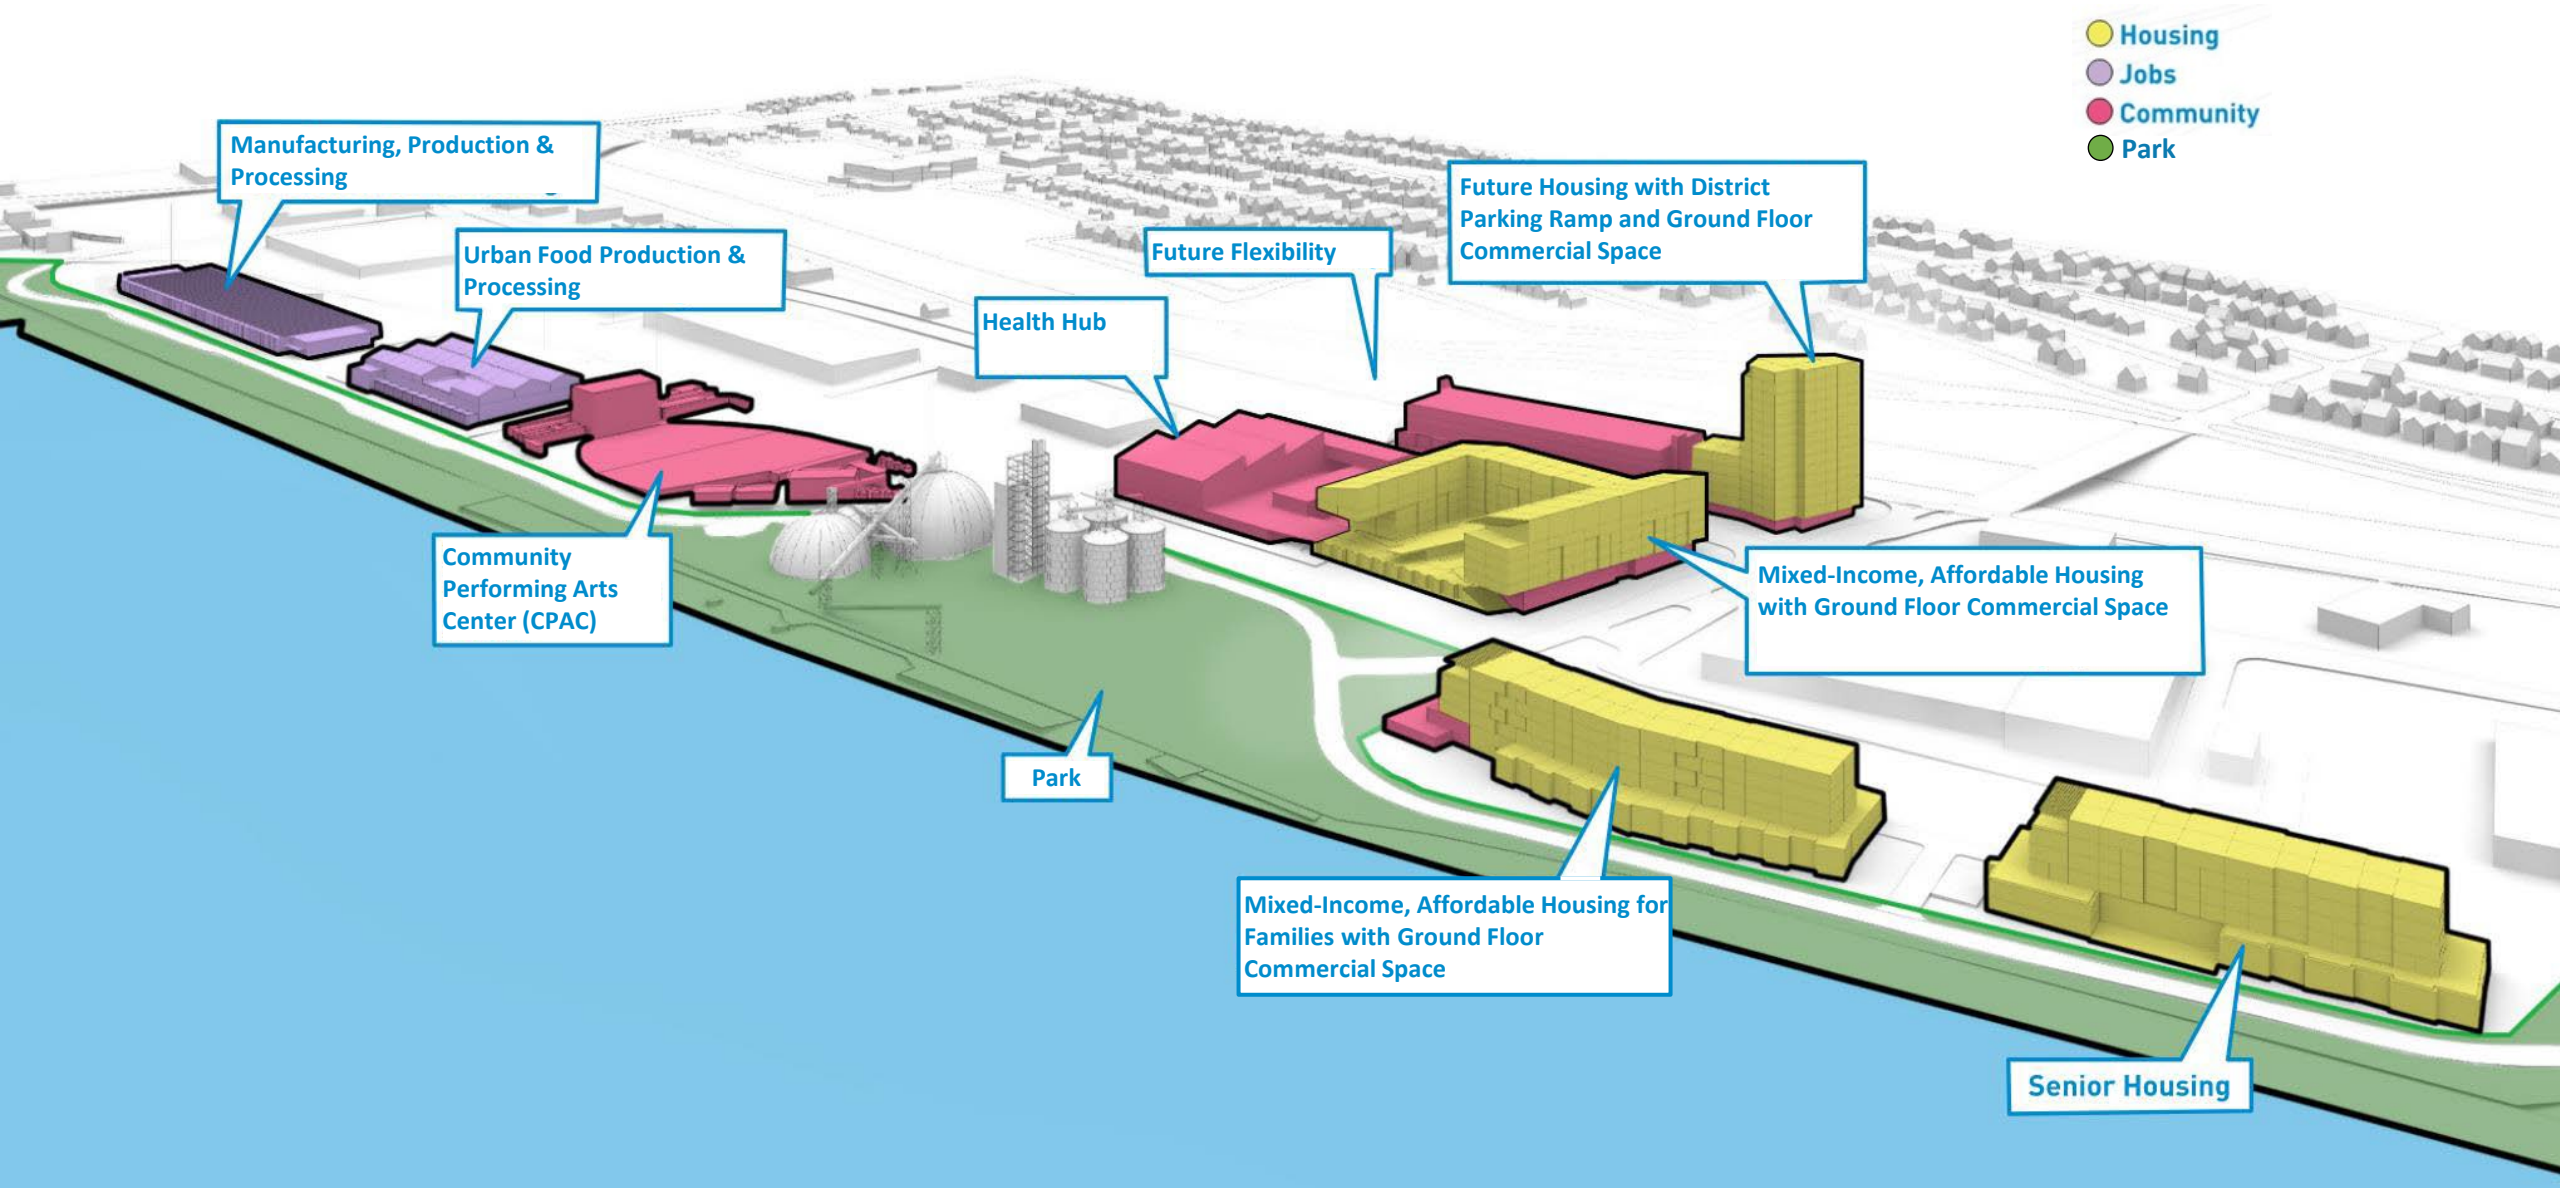 Housing
Jobs
Community
Park
Manufacturing, Production &
Processing
Urban Food Production &
Processing
Future Housing with District
Parking Ramp and Ground Floor
Commercial Space
Future Flexibility
Health Hub
Community
Performing Arts
Center (CPAC)
Mixed-Income, Affordable Housing
with Ground Floor Commercial Space
Park
Mixed-Income, Affordable Housing for
Families with Ground Floor
Commercial Space
Senior Housing